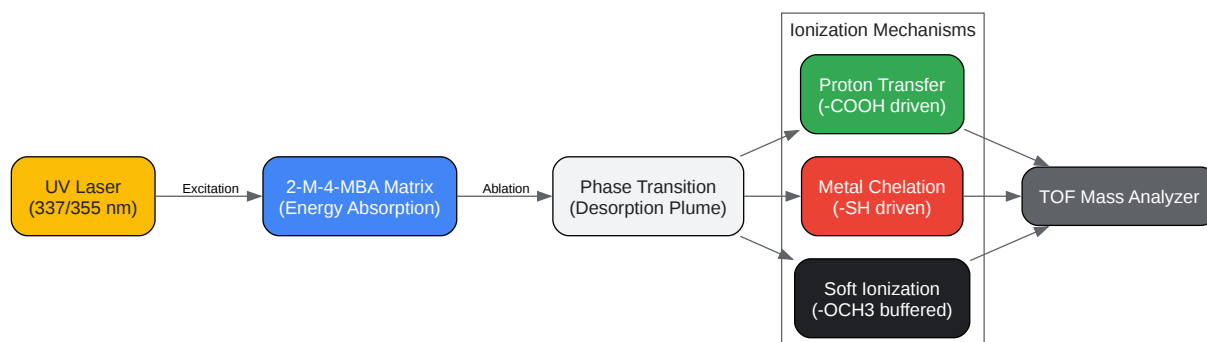 Ionization Mechanisms
UV Laser
(337/355 nm)
Excitation
2-M-4-MBA Matrix
(Energy Absorption)
Ablation
Phase Transition
(Desorption Plume)
Proton Transfer
(-COOH driven)
Metal Chelation
(-SH driven)
Soft Ionization
(-OCH3 buffered)
TOF Mass Analyzer